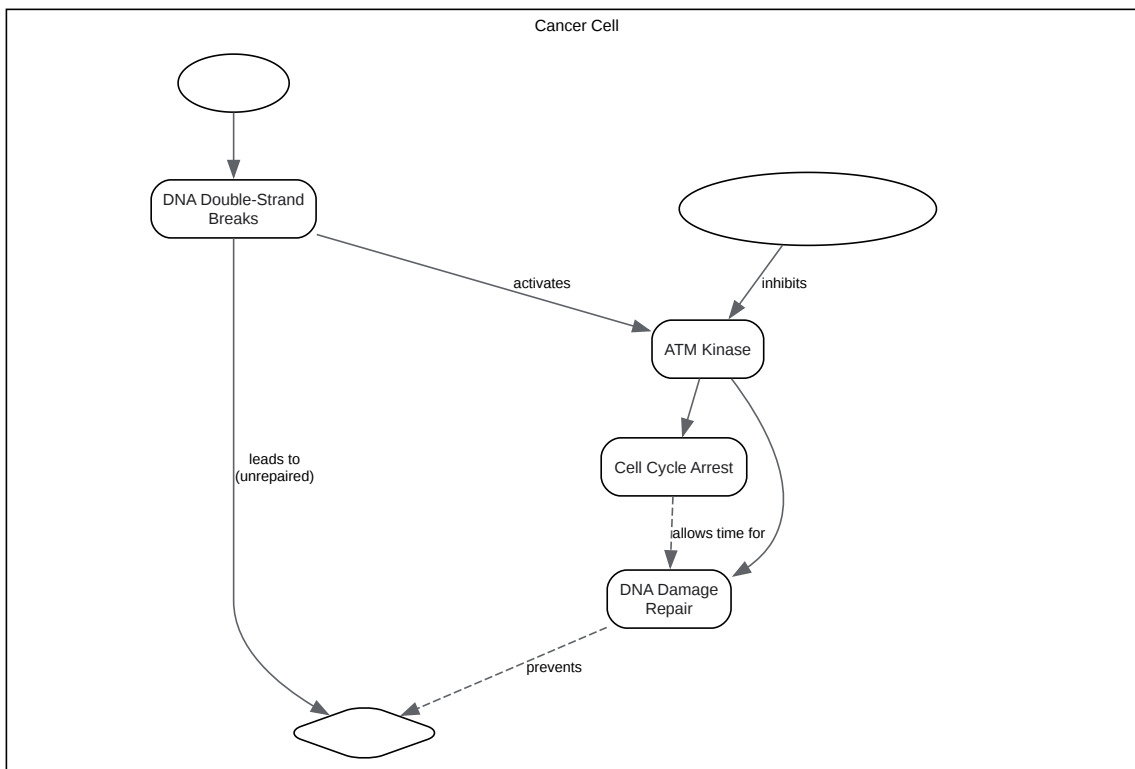 Cancer Cell
DNA Double-Strand
Breaks
activates
inhibits
ATM Kinase
leads to
(unrepaired)
Cell Cycle Arrest
allows time for
DNA Damage
Repair
prevents